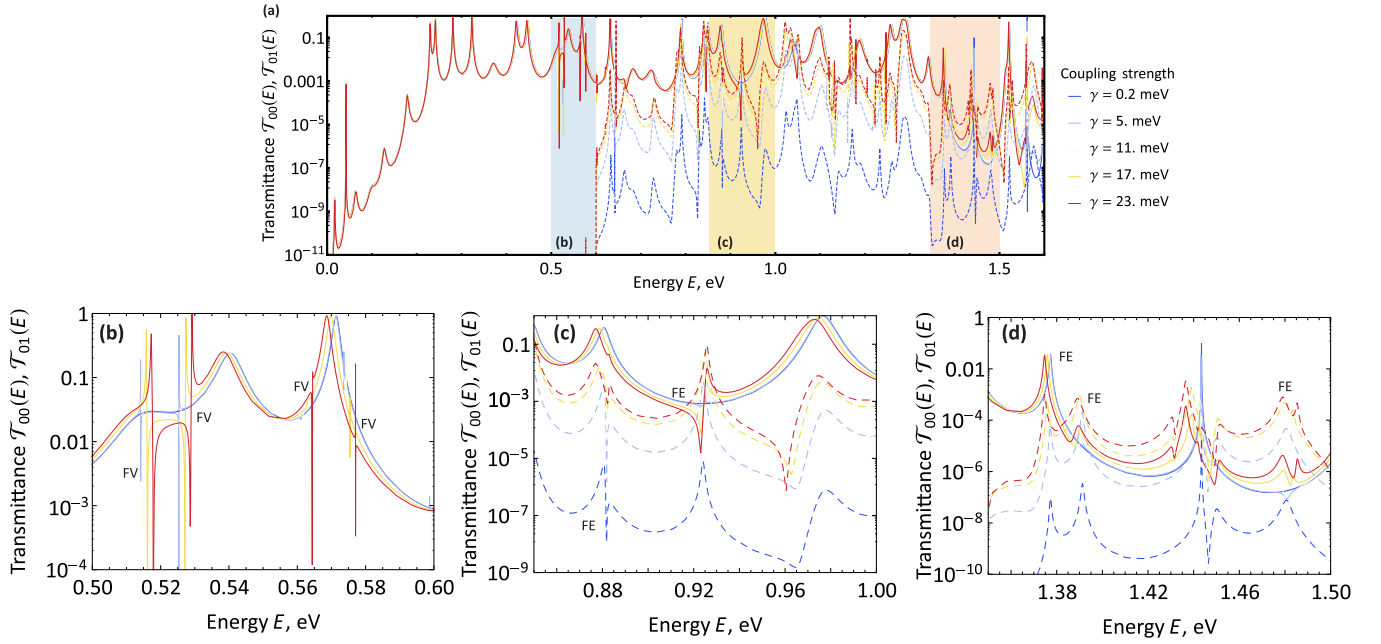 (a)
Transmittance 𝒯₀₀(E), 𝒯₀₁(E)
0.1
0.001
10⁻⁵
10⁻⁷
10⁻⁹
10⁻¹¹
(b)
(c)
(d)
0.0
0.5
1.0
1.5
Energy E, eV
Coupling strength
γ = 0.2 meV
γ = 5. meV
γ = 11. meV
γ = 17. meV
γ = 23. meV
(b)
Transmittance 𝒯₀₀(E), 𝒯₀₁(E)
1
0.1
0.01
10⁻³
10⁻⁴
FV
FV
FV
FV
0.50
0.52
0.54
0.56
0.58
0.60
Energy E, eV
(c)
Transmittance 𝒯₀₀(E), 𝒯₀₁(E)
0.1
10⁻³
10⁻⁵
10⁻⁷
10⁻⁹
FE
FE
0.88
0.92
0.96
1.00
Energy E, eV
(d)
Transmittance 𝒯₀₀(E), 𝒯₀₁(E)
1
0.01
10⁻⁴
10⁻⁶
10⁻⁸
10⁻¹⁰
FE
FE
FE
1.38
1.42
1.46
1.50
Energy E, eV